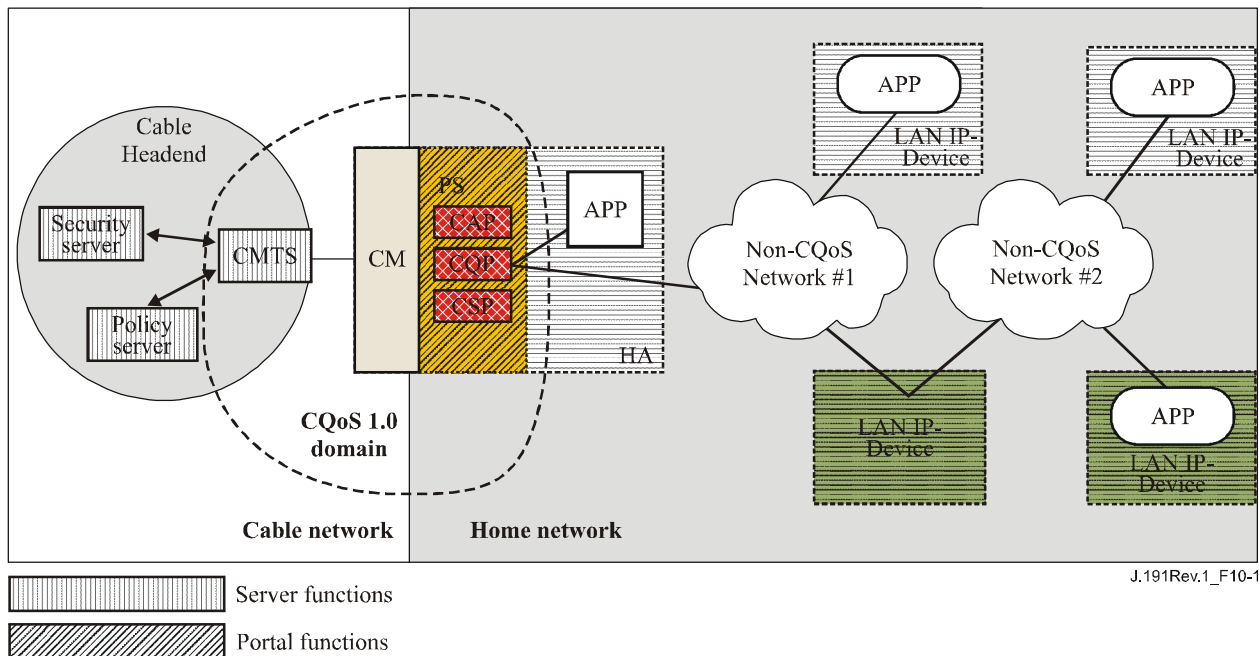 Cable
Headend
Security
server
CMTS
Policy
server
CQoS 1.0
domain
Cable network
CM
PS
CAP
CQP
CSP
APP
HA
Home network
APP
LAN IP-
Device
APP
LAN IP-
Device
Non-CQoS
Network #1
Non-CQoS
Network #2
LAN IP-
Device
APP
LAN IP-
Device
J.191Rev.1_F10-1
Server functions
Portal functions